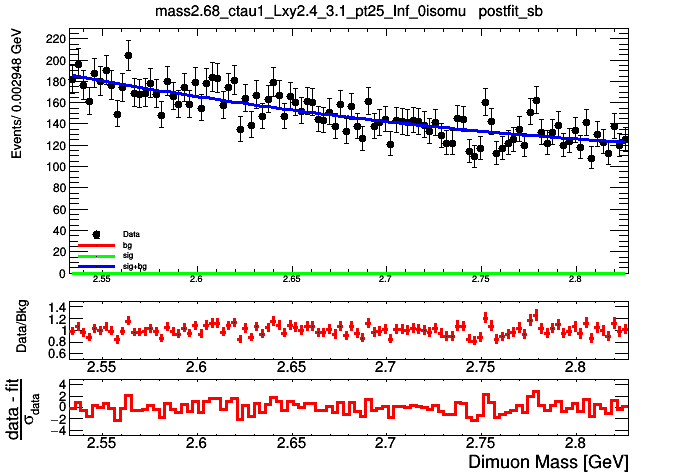 mass2.68_ctau1_Lxy2.4_3.1_pt25_Inf_0isomu postfit_sb
Events/ 0.002948 GeV
220
200
180
160
140
120
100
80
60
40
20
0
Data
bg
sig
sig+bg
2.55 2.6 2.65 2.7 2.75 2.8
Data/Bkg
1.4
1.2
1
0.8
0.6
2.55 2.6 2.65 2.7 2.75 2.8
data - fit
σdata
4
2
0
−2
−4
2.55 2.6 2.65 2.7 2.75 2.8
Dimuon Mass [GeV]